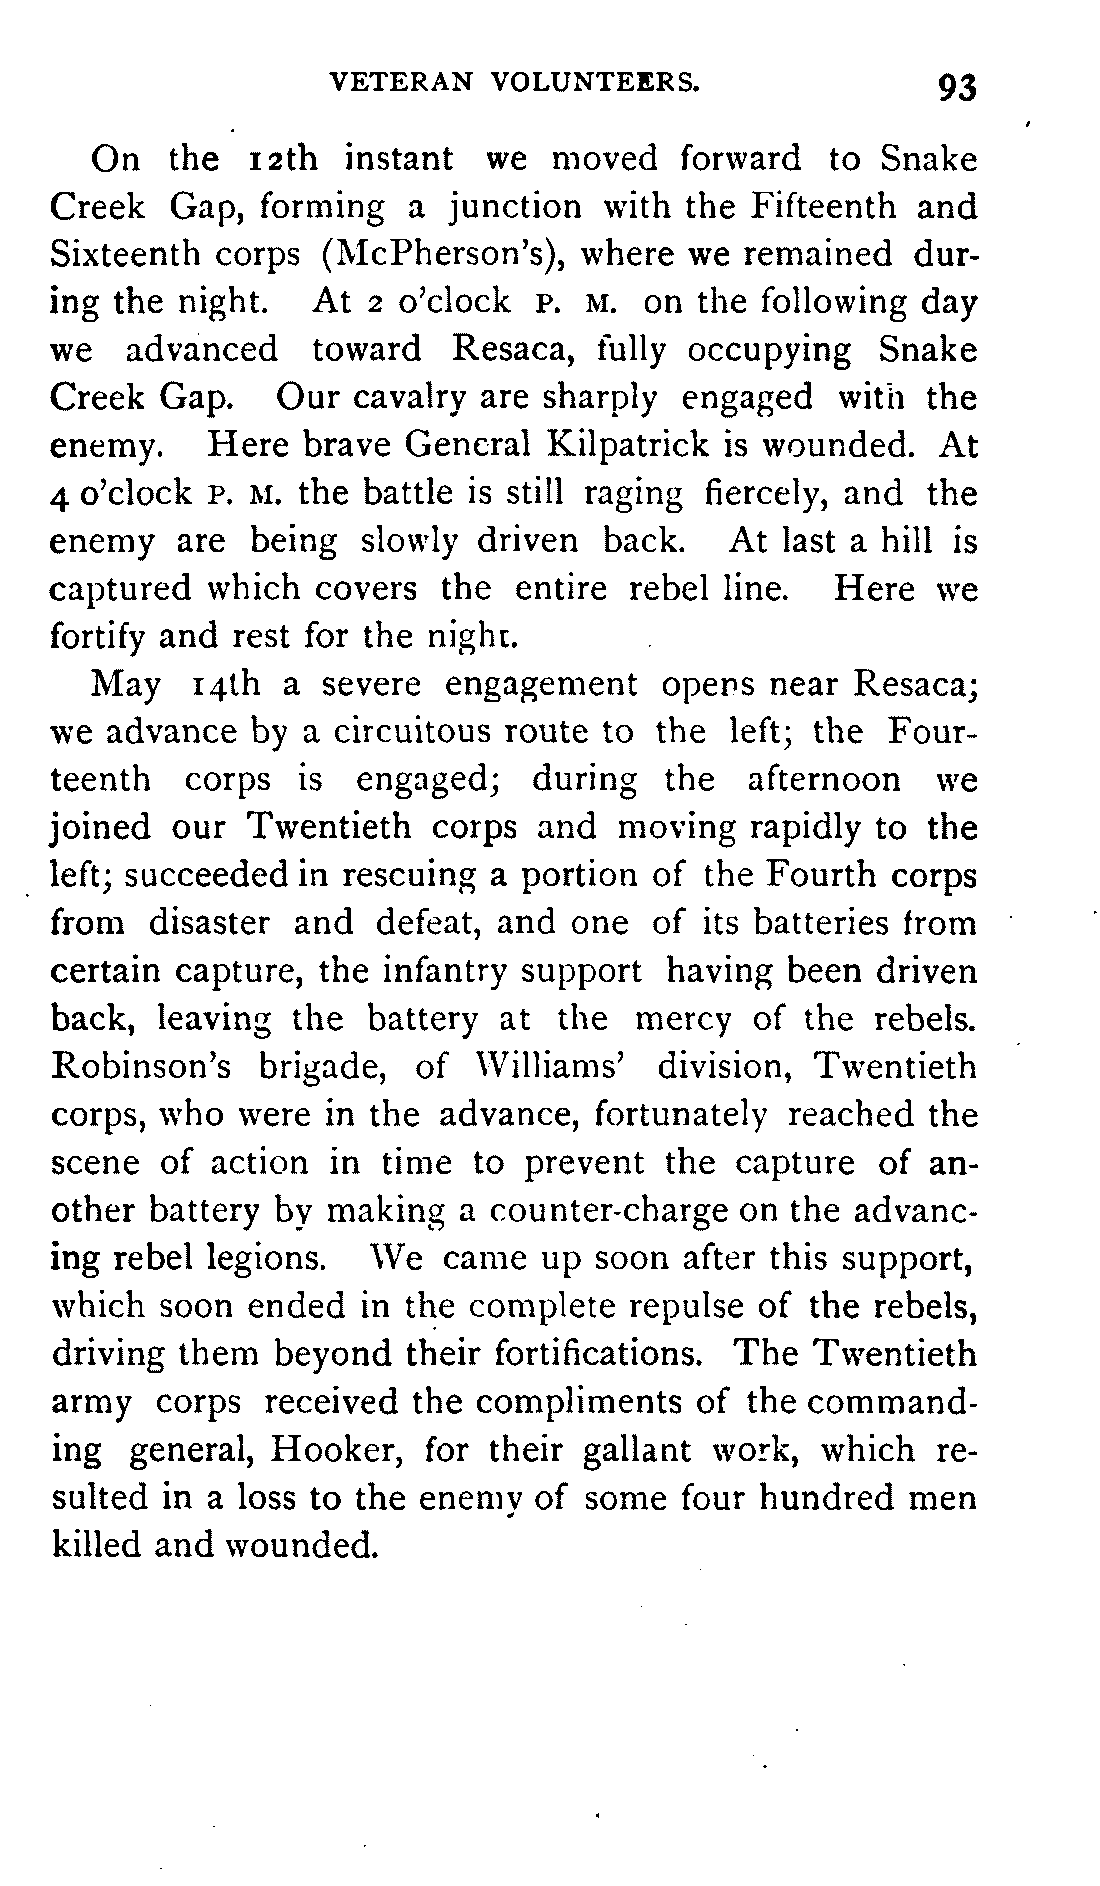 VETERAN VOLUNTEERS. 93
On the 12th instant we moved forward to Snake
Creek Gap, forming a junction with the Fifteenth and
Sixteenth corps (McPherson's), where we remained dur-
ing the night. At 2 o'clock P. M. on the following day
we advanced toward Resaca, fully occupying Snake
Creek Gap. Our cavalry are sharply engaged with the
enemy. Here brave General Kilpatrick is wounded. At
4 o'clock P. M. the battle is still raging fiercely, and the
enemy are being slowly driven back. At last a hill is
captured which covers the entire rebel line. Here we
fortify and rest for the night.
May 14th a severe engagement opens near Resaca;
we advance by a circuitous route to the left; the Four-
teenth corps is engaged; during the afternoon we
joined our Twentieth corps and moving rapidly to the
left; succeeded in rescuing a portion of the Fourth corps
from disaster and defeat, and one of its batteries from
certain capture, the infantry support having been driven
back, leaving the battery at the mercy of the rebels.
Robinson's brigade, of Williams' division, Twentieth
corps, who were in the advance, fortunately reached the
scene of action in time to prevent the capture of an-
other battery by making a counter-charge on the advanc-
ing rebel legions. We came up soon after this support,
which soon ended in the complete repulse of the rebels,
driving them beyond their fortifications. The Twentieth
army corps received the compliments of the command-
ing general, Hooker, for their gallant work, which re-
sulted in a loss to the enemy of some four hundred men
killed and wounded.